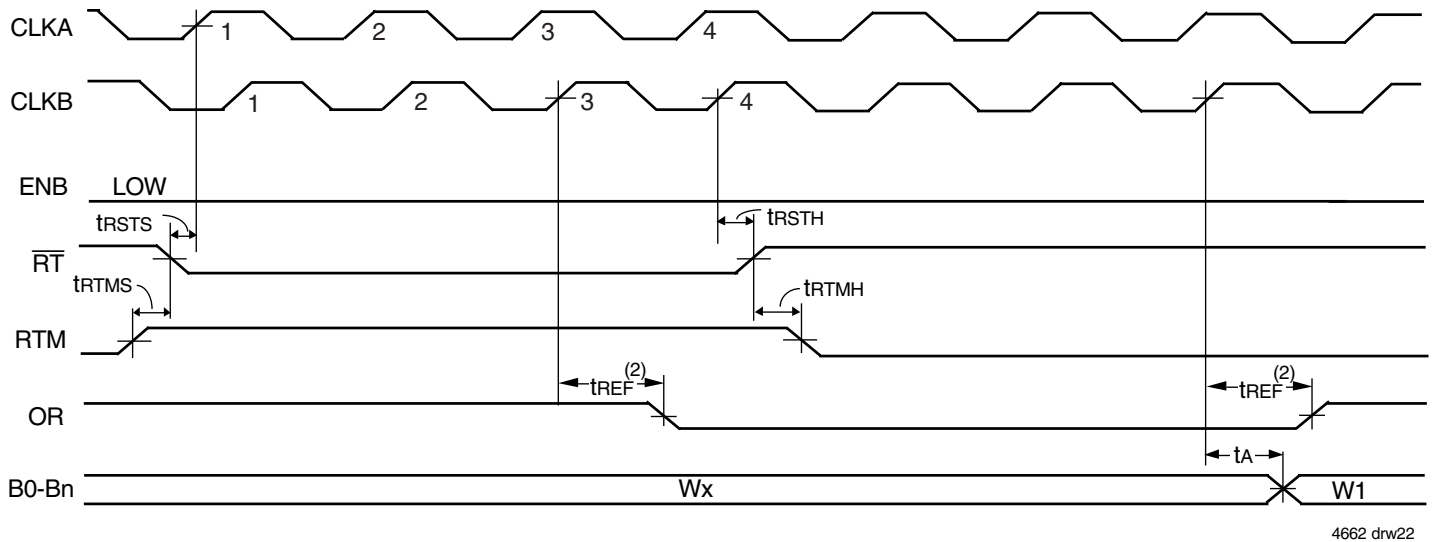 CLKA 1 2 3 4
CLKB 1 2 3 4
ENB LOW
tRSTS tRSTH
RT
tRTMS tRTMH
RTM
tREF(2) tREF(2)
OR
tA
B0-Bn Wx W1
4662 drw22